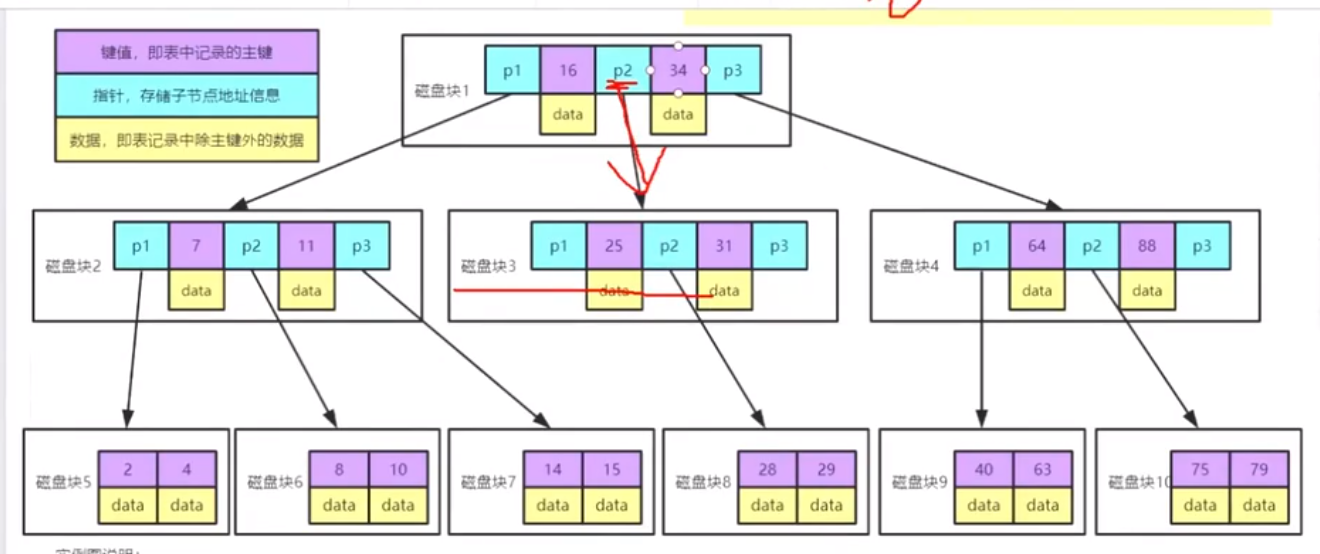 键值，即表中记录的主键
指针，存储子节点地址信息
数据，即表记录中除主键外的数据
磁盘块1
p1 16 p2 34 p3
data data
磁盘块2
p1 7 p2 11 p3
data data
磁盘块3
p1 25 p2 31 p3
data data
磁盘块4
p1 64 p2 88 p3
data data
磁盘块5
2 4
data data
磁盘块6
8 10
data data
磁盘块7
14 15
data data
磁盘块8
28 29
data data
磁盘块9
40 63
data data
磁盘块10
75 79
data data